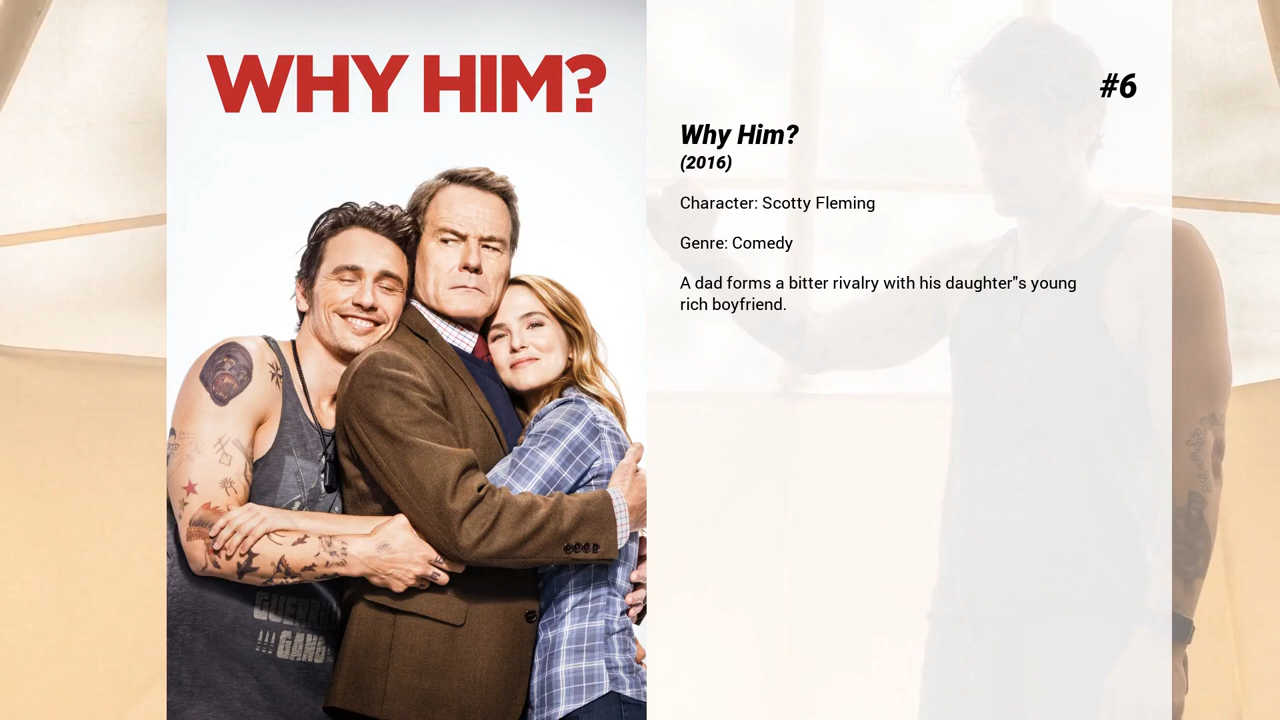 WHY HIM?
#6
Why Him?
(2016)
Character: Scotty Fleming
Genre: Comedy
A dad forms a bitter rivalry with his daughter"s young
rich boyfriend.
GANG